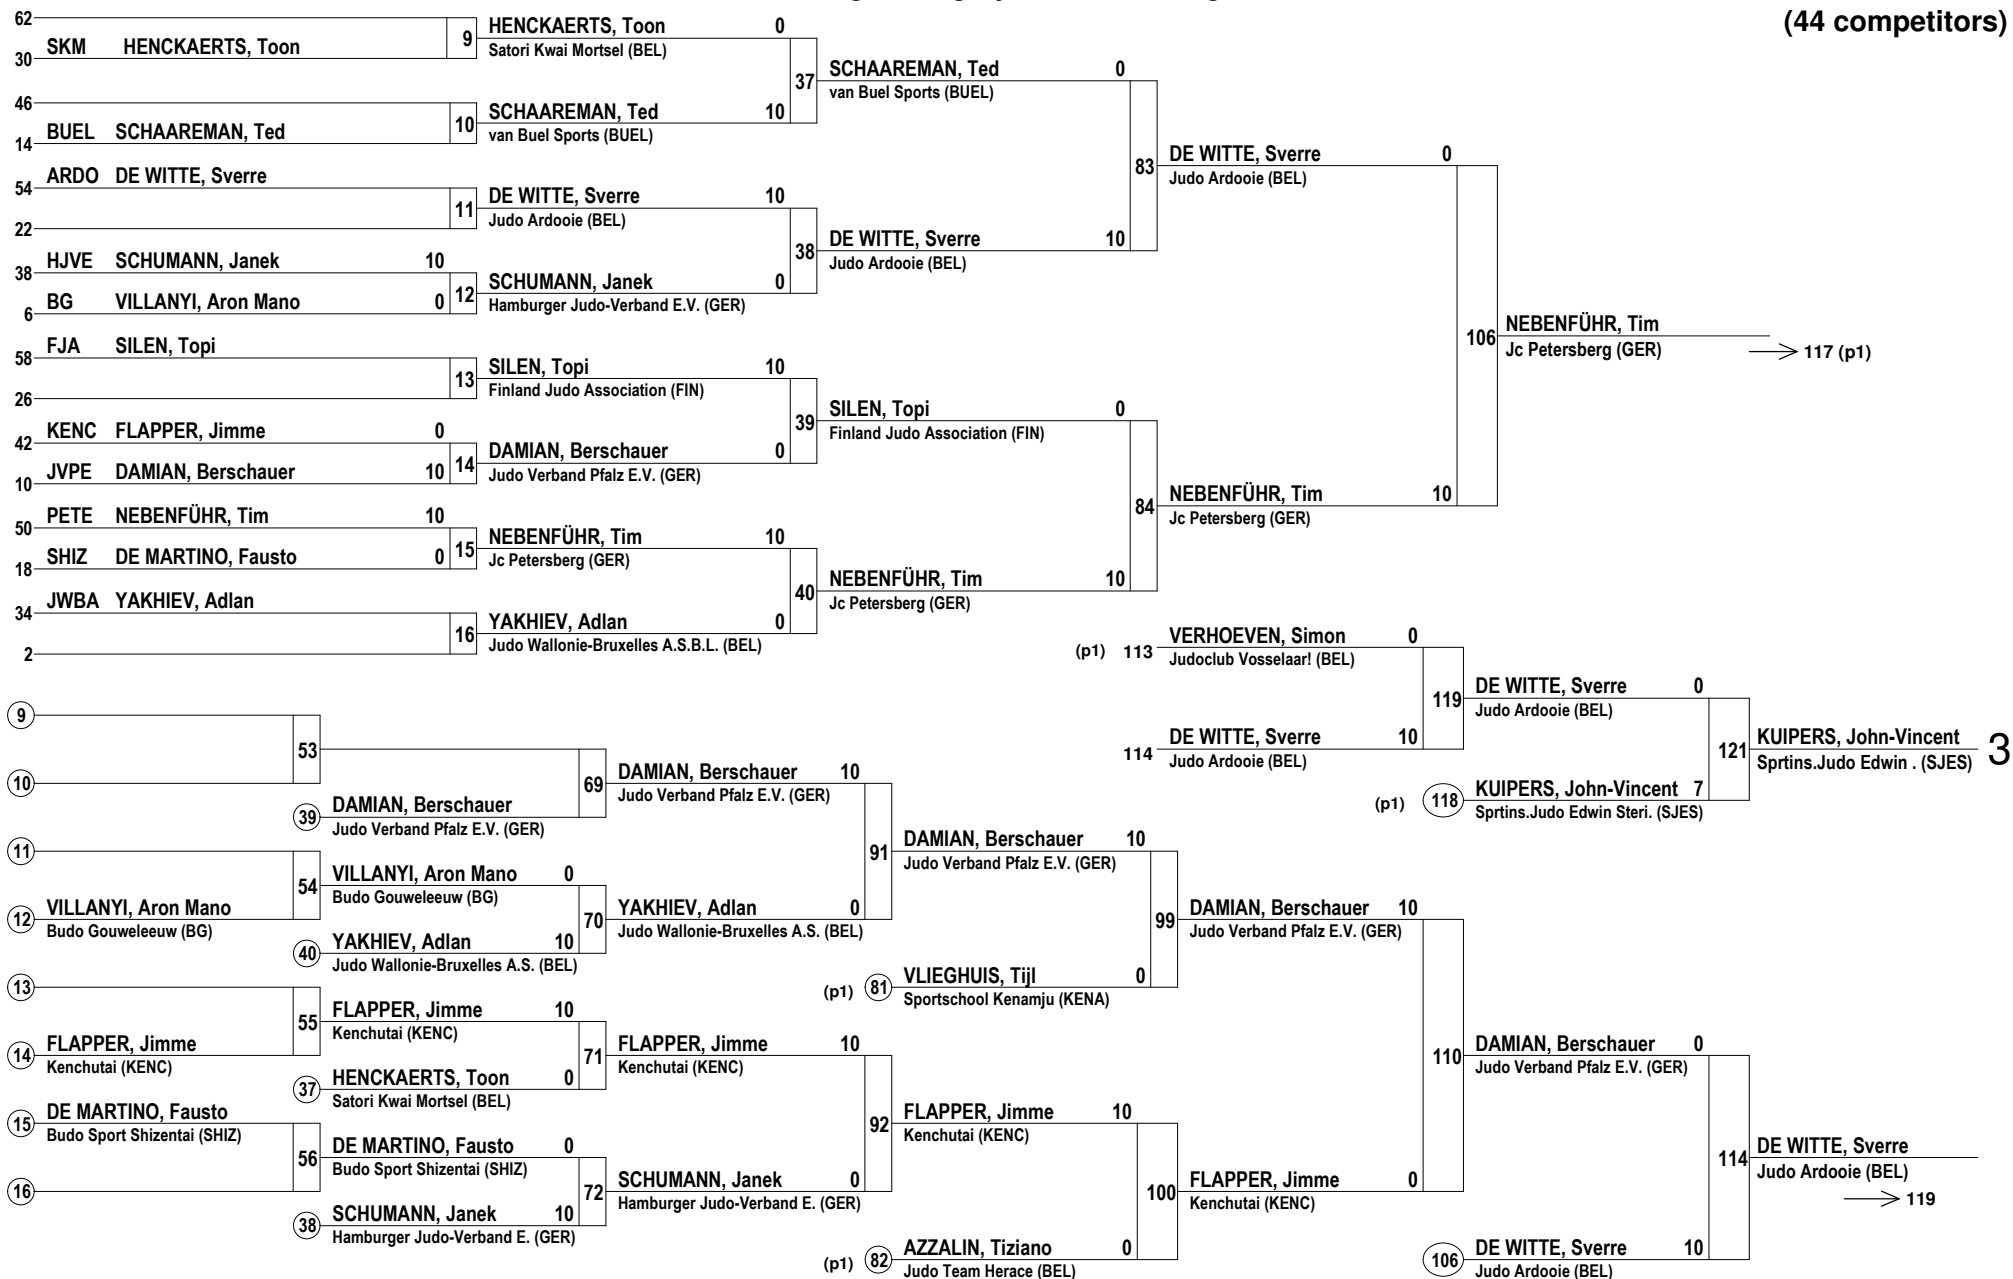 (44 competitors)
62
SKM HENCKAERTS, Toon
30
9
HENCKAERTS, Toon 0
Satori Kwai Mortsel (BEL)
46
BUEL SCHAAREMAN, Ted
14
10
SCHAAREMAN, Ted 10
van Buel Sports (BUEL)
37
SCHAAREMAN, Ted 0
van Buel Sports (BUEL)
ARDO DE WITTE, Sverre
54
22
11
DE WITTE, Sverre 10
Judo Ardooie (BEL)
HJVE SCHUMANN, Janek 10
38
BG VILLANYI, Aron Mano 0
6
12
SCHUMANN, Janek 0
Hamburger Judo-Verband E.V. (GER)
38
DE WITTE, Sverre 10
Judo Ardooie (BEL)
83
DE WITTE, Sverre 0
Judo Ardooie (BEL)
FJA SILEN, Topi
58
26
13
SILEN, Topi 10
Finland Judo Association (FIN)
KENC FLAPPER, Jimme 0
42
JVPE DAMIAN, Berschauer 10
10
14
DAMIAN, Berschauer 0
Judo Verband Pfalz E.V. (GER)
39
SILEN, Topi 0
Finland Judo Association (FIN)
PETE NEBENFÜHR, Tim 10
50
SHIZ DE MARTINO, Fausto 0
18
15
NEBENFÜHR, Tim 10
Jc Petersberg (GER)
JWBA YAKHIEV, Adlan
34
2
16
YAKHIEV, Adlan 0
Judo Wallonie-Bruxelles A.S.B.L. (BEL)
40
NEBENFÜHR, Tim 10
Jc Petersberg (GER)
84
NEBENFÜHR, Tim 10
Jc Petersberg (GER)
106
NEBENFÜHR, Tim
Jc Petersberg (GER)
117 (p1)
(p1) 113
VERHOEVEN, Simon 0
Judoclub Vosselaar! (BEL)
114
DE WITTE, Sverre 10
Judo Ardooie (BEL)
119
DE WITTE, Sverre 0
Judo Ardooie (BEL)
(p1) 118
KUIPERS, John-Vincent 7
Sprtins.Judo Edwin Steri. (SJES)
121
KUIPERS, John-Vincent
Sprtins.Judo Edwin . (SJES)
3
9
10
53
39
DAMIAN, Berschauer
Judo Verband Pfalz E.V. (GER)
69
DAMIAN, Berschauer 10
Judo Verband Pfalz E.V. (GER)
11
12
VILLANYI, Aron Mano
Budo Gouweleeuw (BG)
54
VILLANYI, Aron Mano 0
Budo Gouweleeuw (BG)
40
YAKHIEV, Adlan 10
Judo Wallonie-Bruxelles A.S. (BEL)
70
YAKHIEV, Adlan 0
Judo Wallonie-Bruxelles A.S. (BEL)
91
DAMIAN, Berschauer 10
Judo Verband Pfalz E.V. (GER)
(p1) 81
VLIEGHUIS, Tijl 0
Sportschool Kenamju (KENA)
99
DAMIAN, Berschauer 10
Judo Verband Pfalz E.V. (GER)
13
14
FLAPPER, Jimme
Kenchutai (KENC)
55
FLAPPER, Jimme 10
Kenchutai (KENC)
37
HENCKAERTS, Toon 0
Satori Kwai Mortsel (BEL)
71
FLAPPER, Jimme 10
Kenchutai (KENC)
15
DE MARTINO, Fausto
Budo Sport Shizentai (SHIZ)
16
56
DE MARTINO, Fausto 0
Budo Sport Shizentai (SHIZ)
38
SCHUMANN, Janek 10
Hamburger Judo-Verband E. (GER)
72
SCHUMANN, Janek 0
Hamburger Judo-Verband E. (GER)
92
FLAPPER, Jimme 10
Kenchutai (KENC)
(p1) 82
AZZALIN, Tiziano 0
Judo Team Herace (BEL)
100
FLAPPER, Jimme 0
Kenchutai (KENC)
110
DAMIAN, Berschauer 0
Judo Verband Pfalz E.V. (GER)
106
DE WITTE, Sverre 10
Judo Ardooie (BEL)
114
DE WITTE, Sverre
Judo Ardooie (BEL)
119